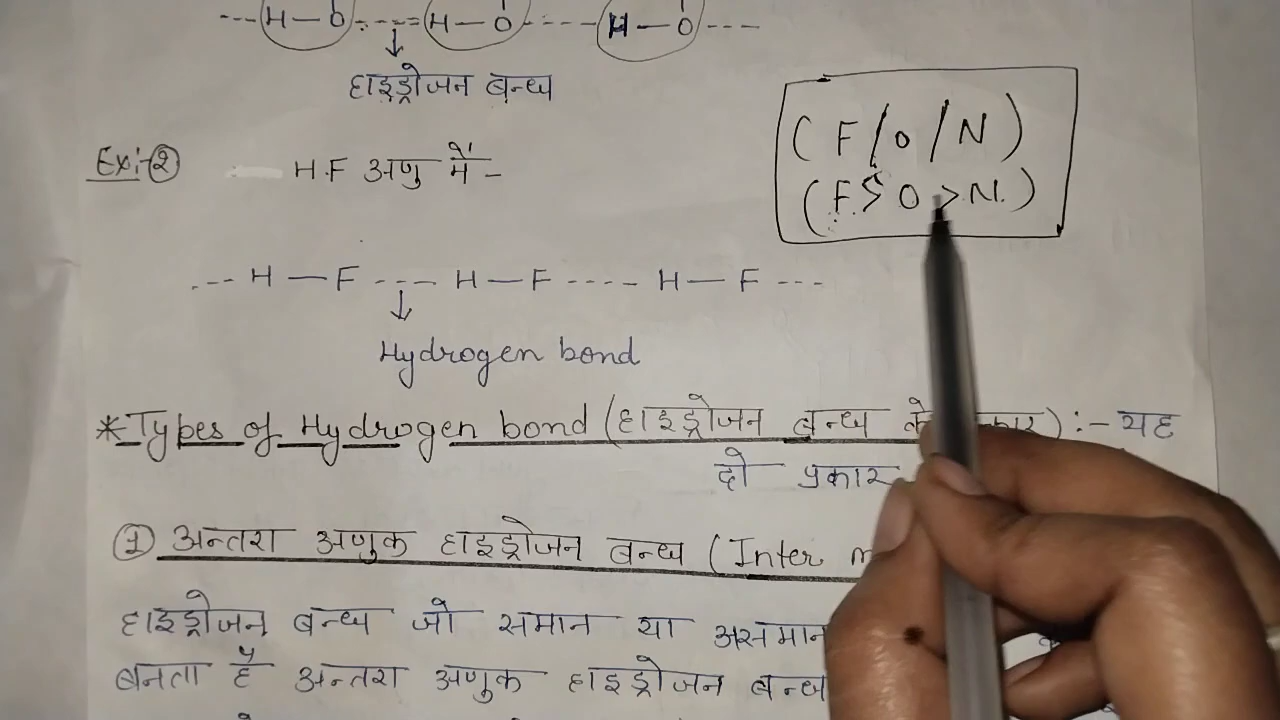 ---H—O----H—O----H—O---
हाइड्रोजन बन्ध
(F/O/N)
(F>O>N.)
Ex:-② H.F अणु में -
---H—F----H—F----H—F---
Hydrogen bond
*Types of Hydrogen bond (हाइड्रोजन बन्ध के):- यह
दो प्रकार
① अन्तरा अणुक हाइड्रोजन बन्ध (Inter
हाइड्रोजन बन्ध जो समान या असमान
बनता है अन्तरा अणुक हाइड्रोजन बन्ध